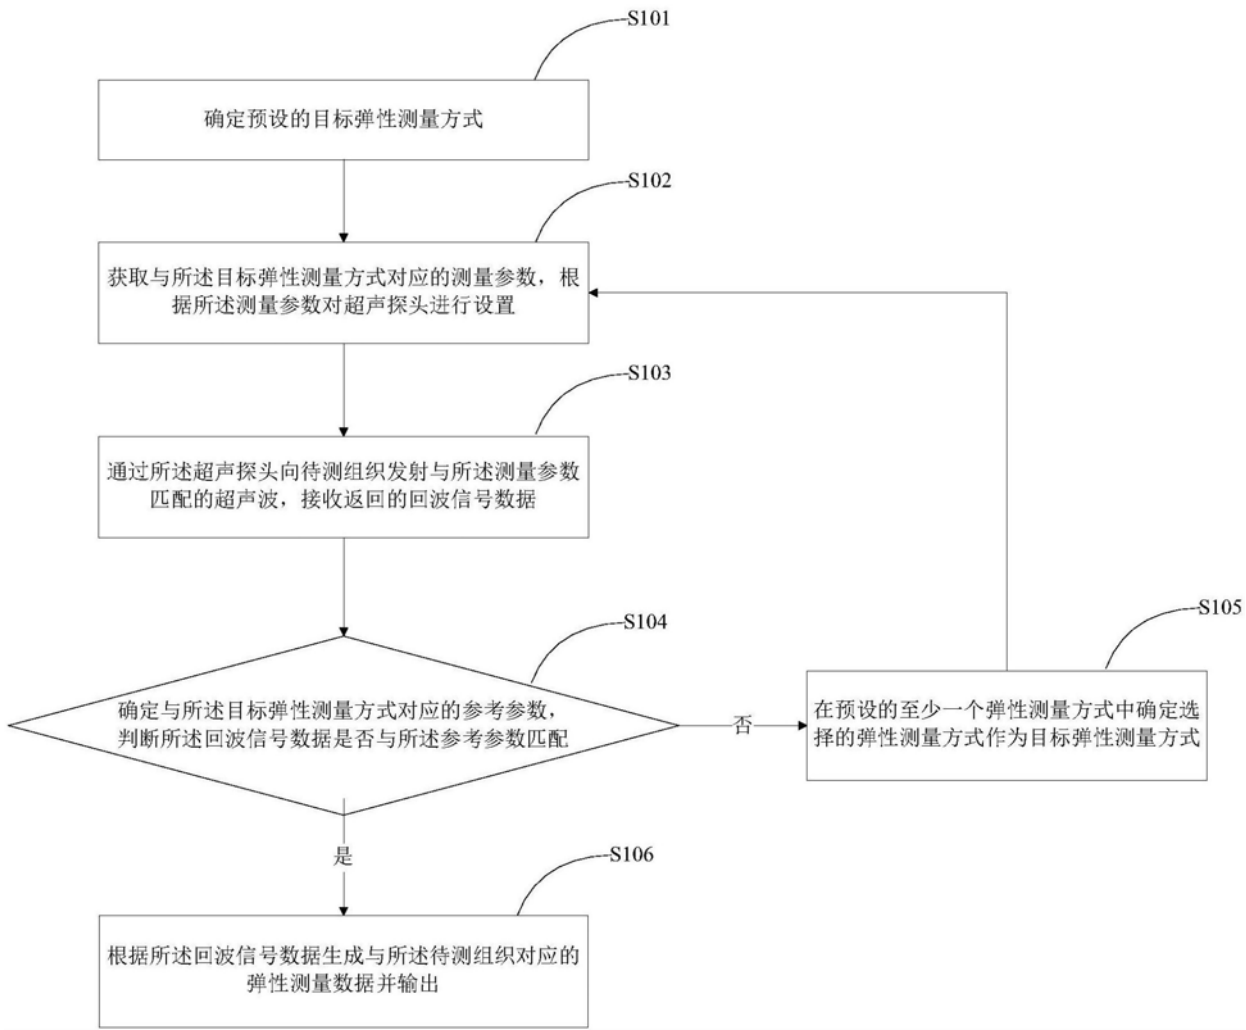 S101
确定预设的目标弹性测量方式
S102
获取与所述目标弹性测量方式对应的测量参数，根
据所述测量参数对超声探头进行设置
S103
通过所述超声探头向待测组织发射与所述测量参数
匹配的超声波，接收返回的回波信号数据
S104
确定与所述目标弹性测量方式对应的参考参数，
判断所述回波信号数据是否与所述参考参数匹配
否
S105
在预设的至少一个弹性测量方式中确定选
择的弹性测量方式作为目标弹性测量方式
是
S106
根据所述回波信号数据生成与所述待测组织对应的
弹性测量数据并输出